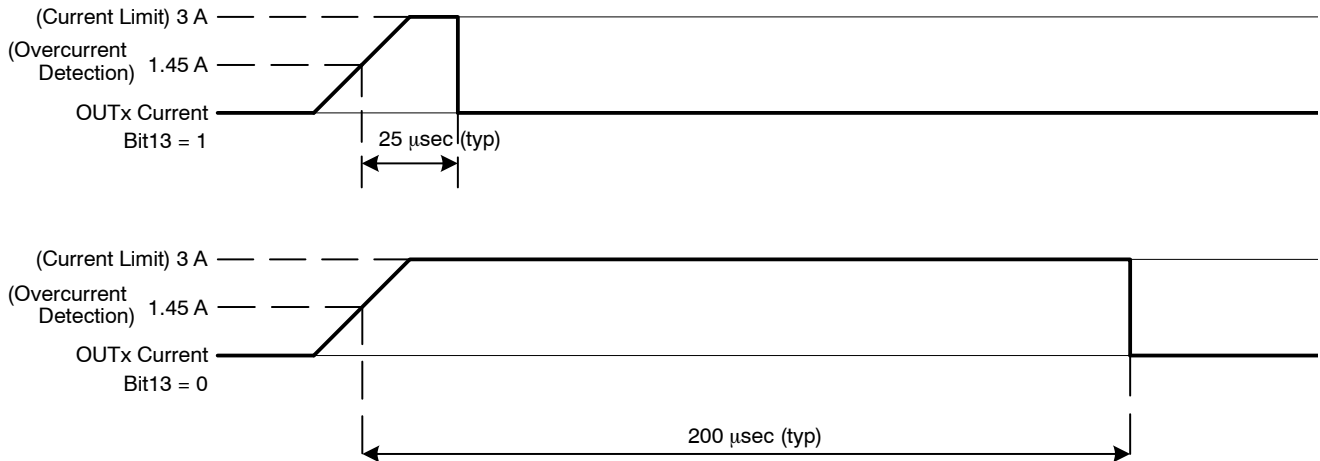 (Current Limit) 3 A
(Overcurrent
Detection) 1.45 A
OUTx Current
Bit13 = 1
25 μsec (typ)
(Current Limit) 3 A
(Overcurrent
Detection) 1.45 A
OUTx Current
Bit13 = 0
200 μsec (typ)